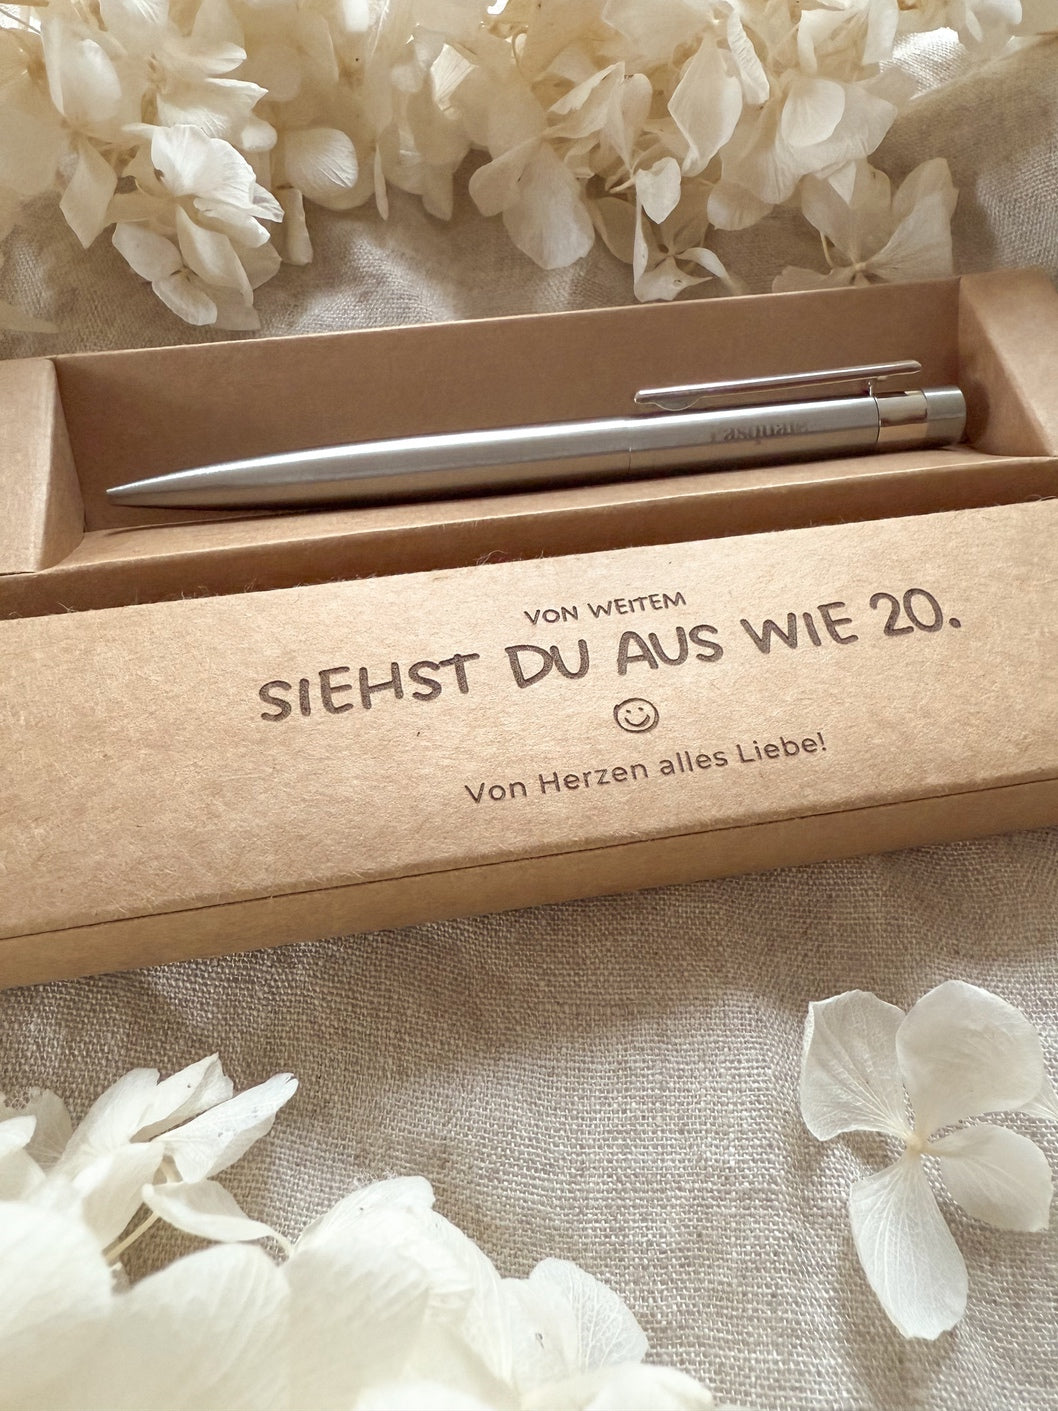 VON WEITEM
SIEHST DU AUS WIE 20.
Von Herzen alles Liebe!